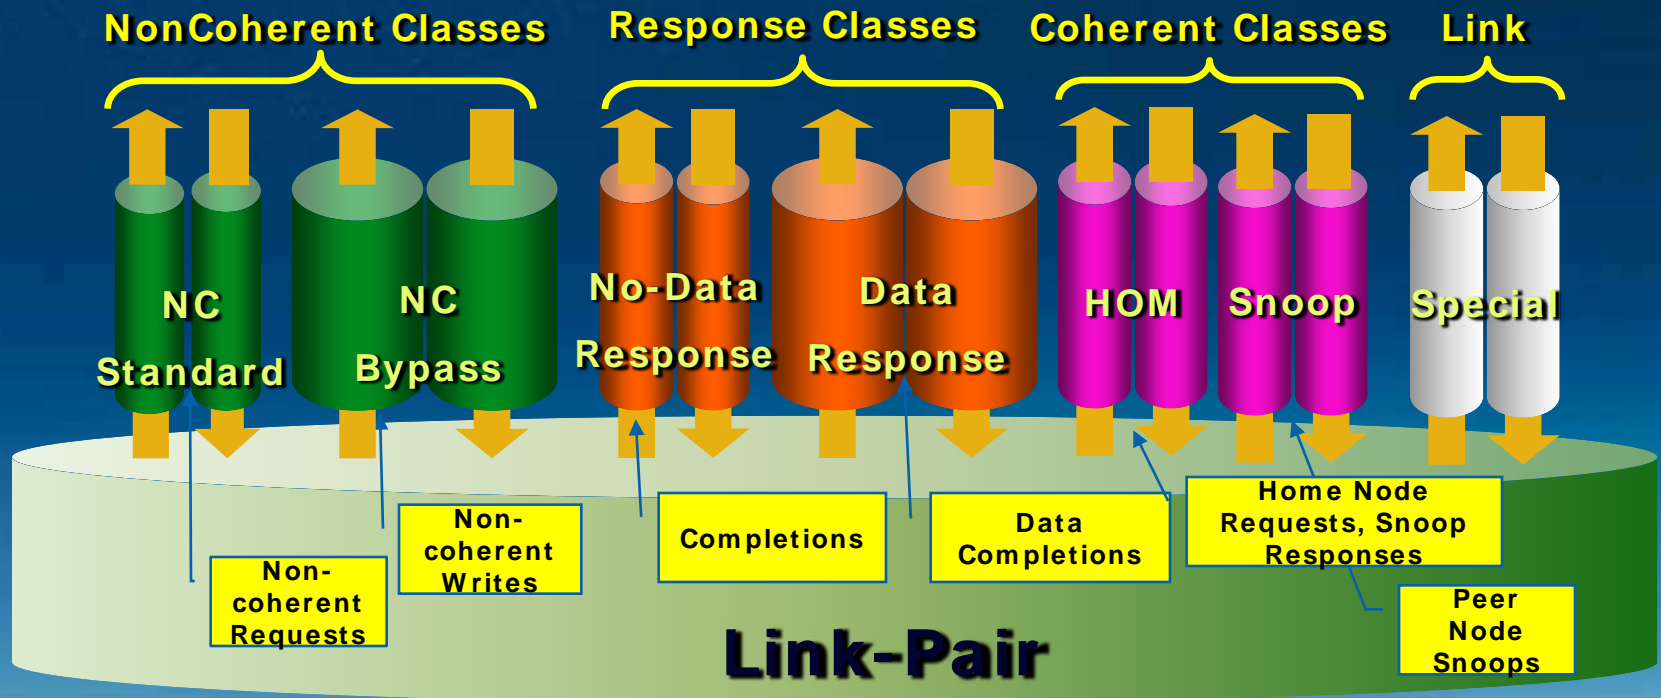 NonCoherent Classes
Response Classes
Coherent Classes
Link
NC
Standard
NC
Bypass
No-Data
Response
Data
Response
HOM
Snoop
Special
Non-
coherent
Requests
Non-
coherent
Writes
Completions
Data
Completions
Home Node
Requests, Snoop
Responses
Peer
Node
Snoops
Link-Pair